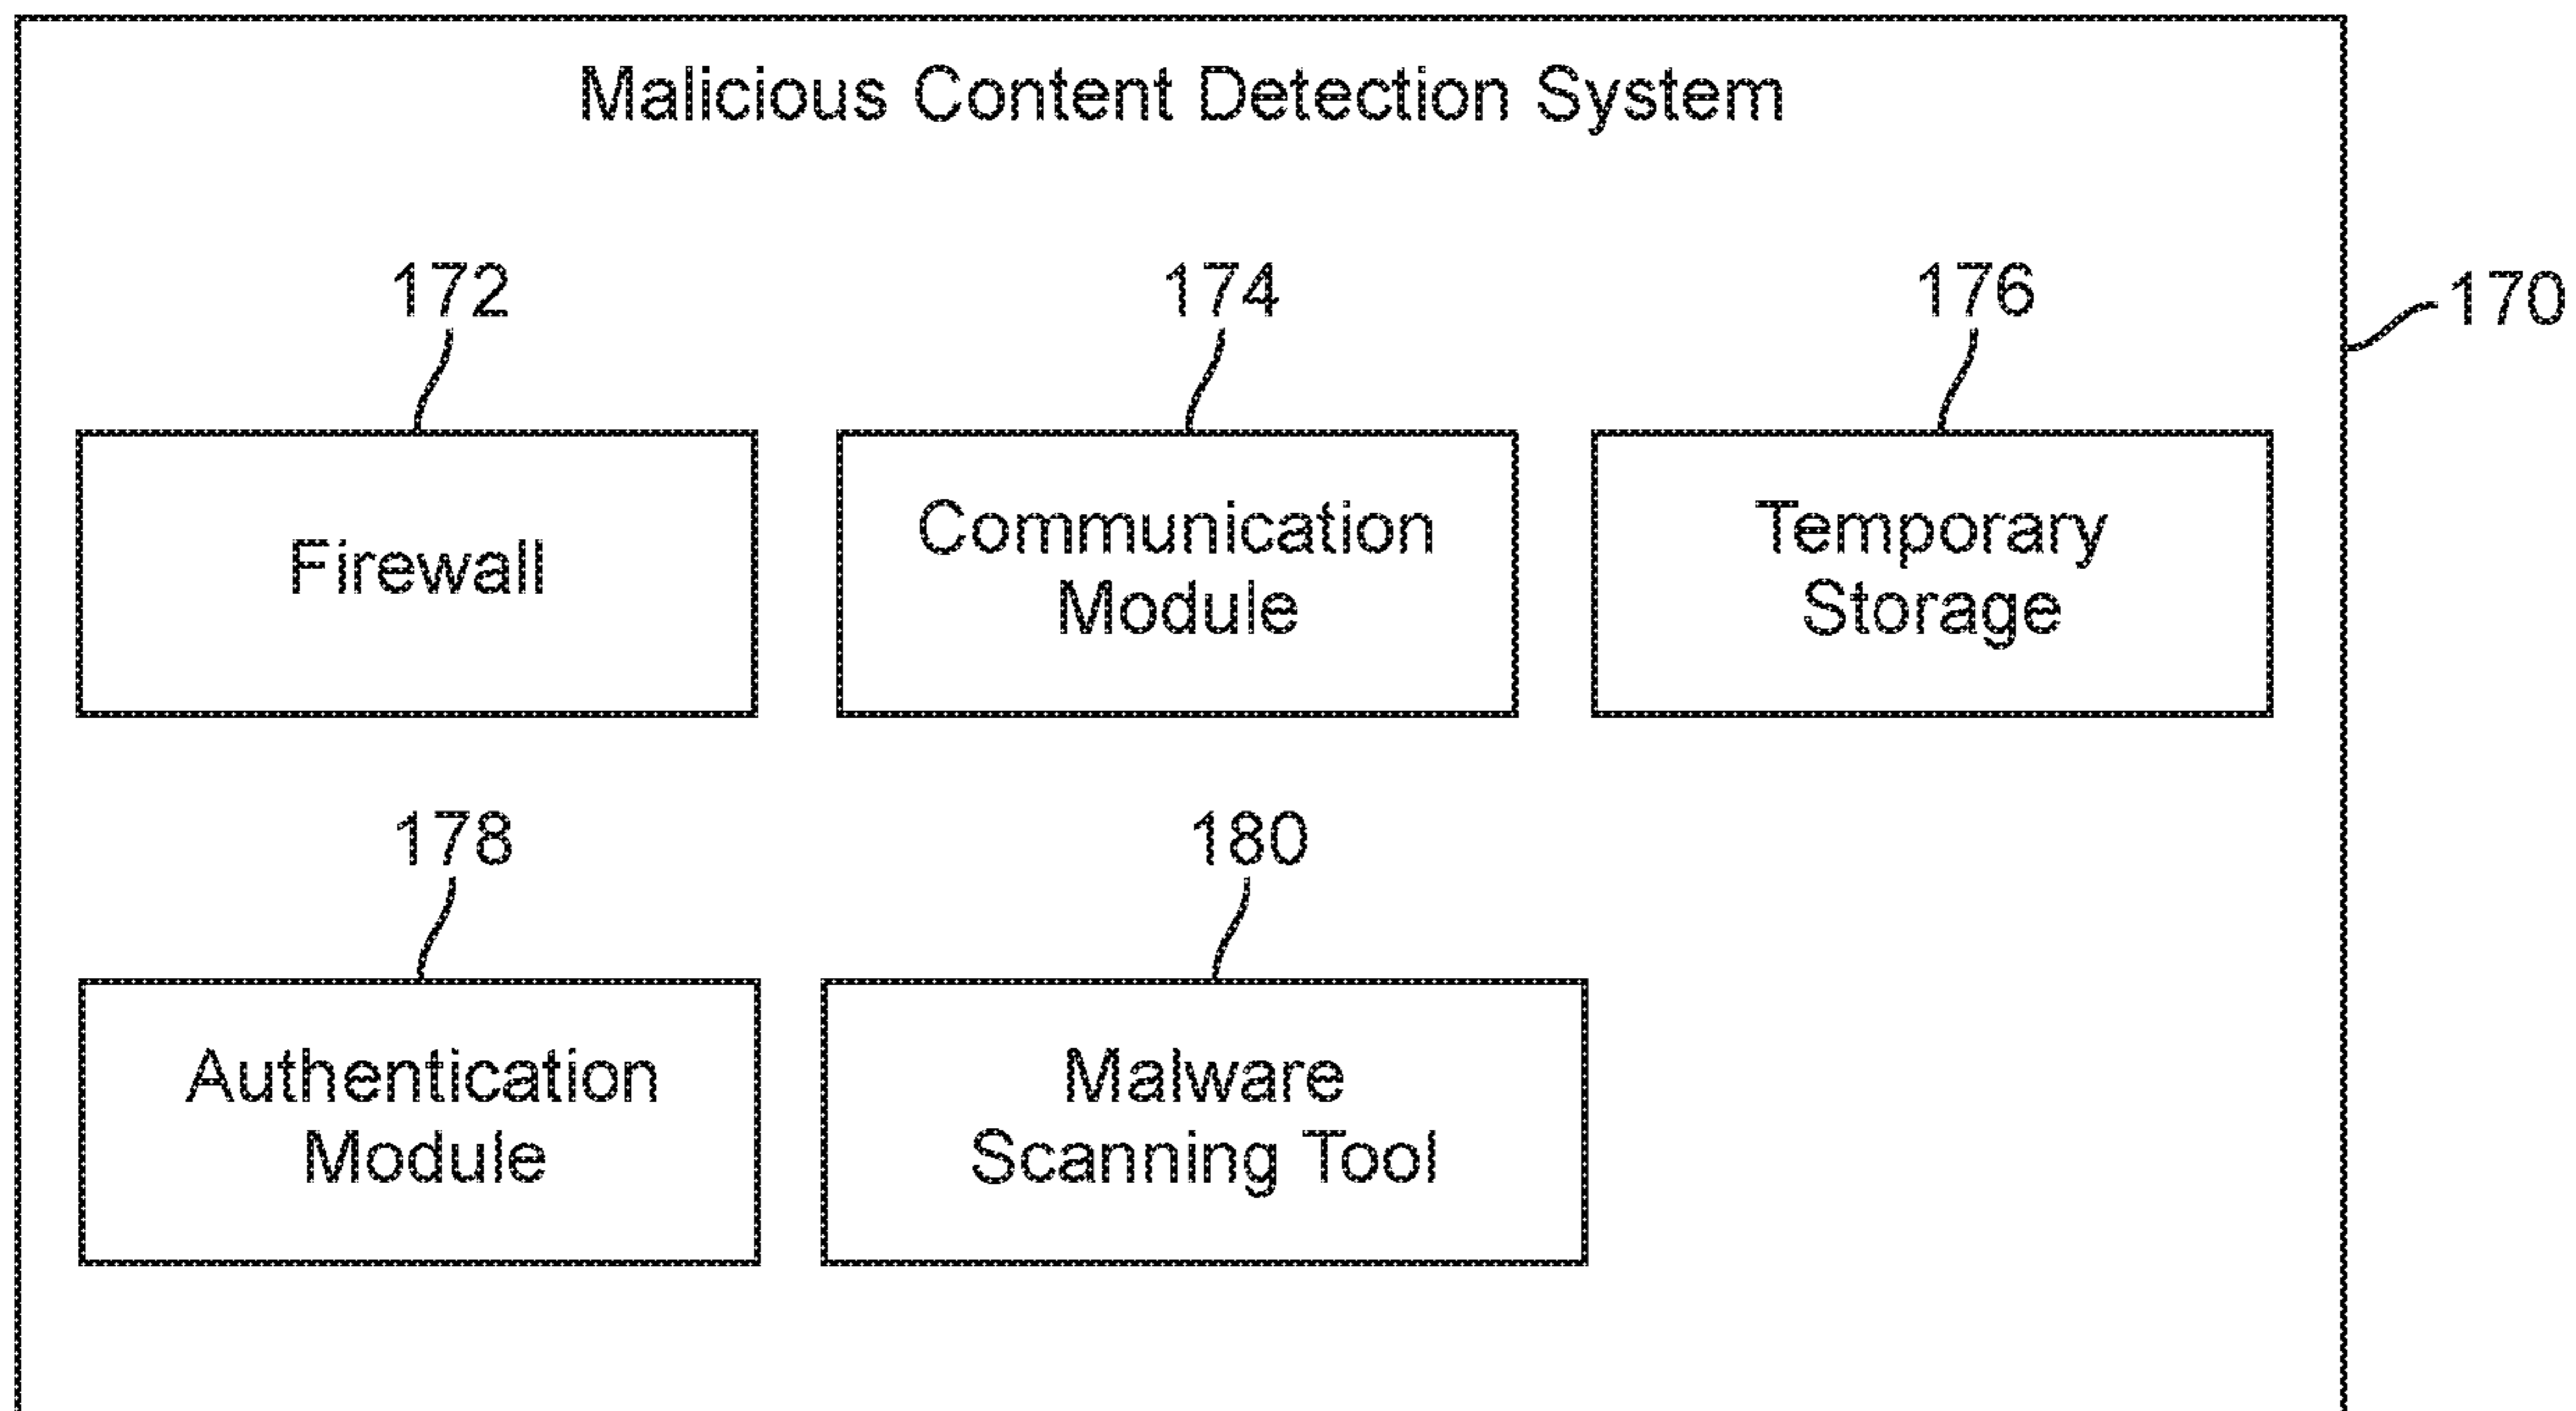 Malicious Content Detection System
172
174
176
170
Firewall
Communication
Module
Temporary
Storage
178
180
Authentication
Module
Malware
Scanning Tool